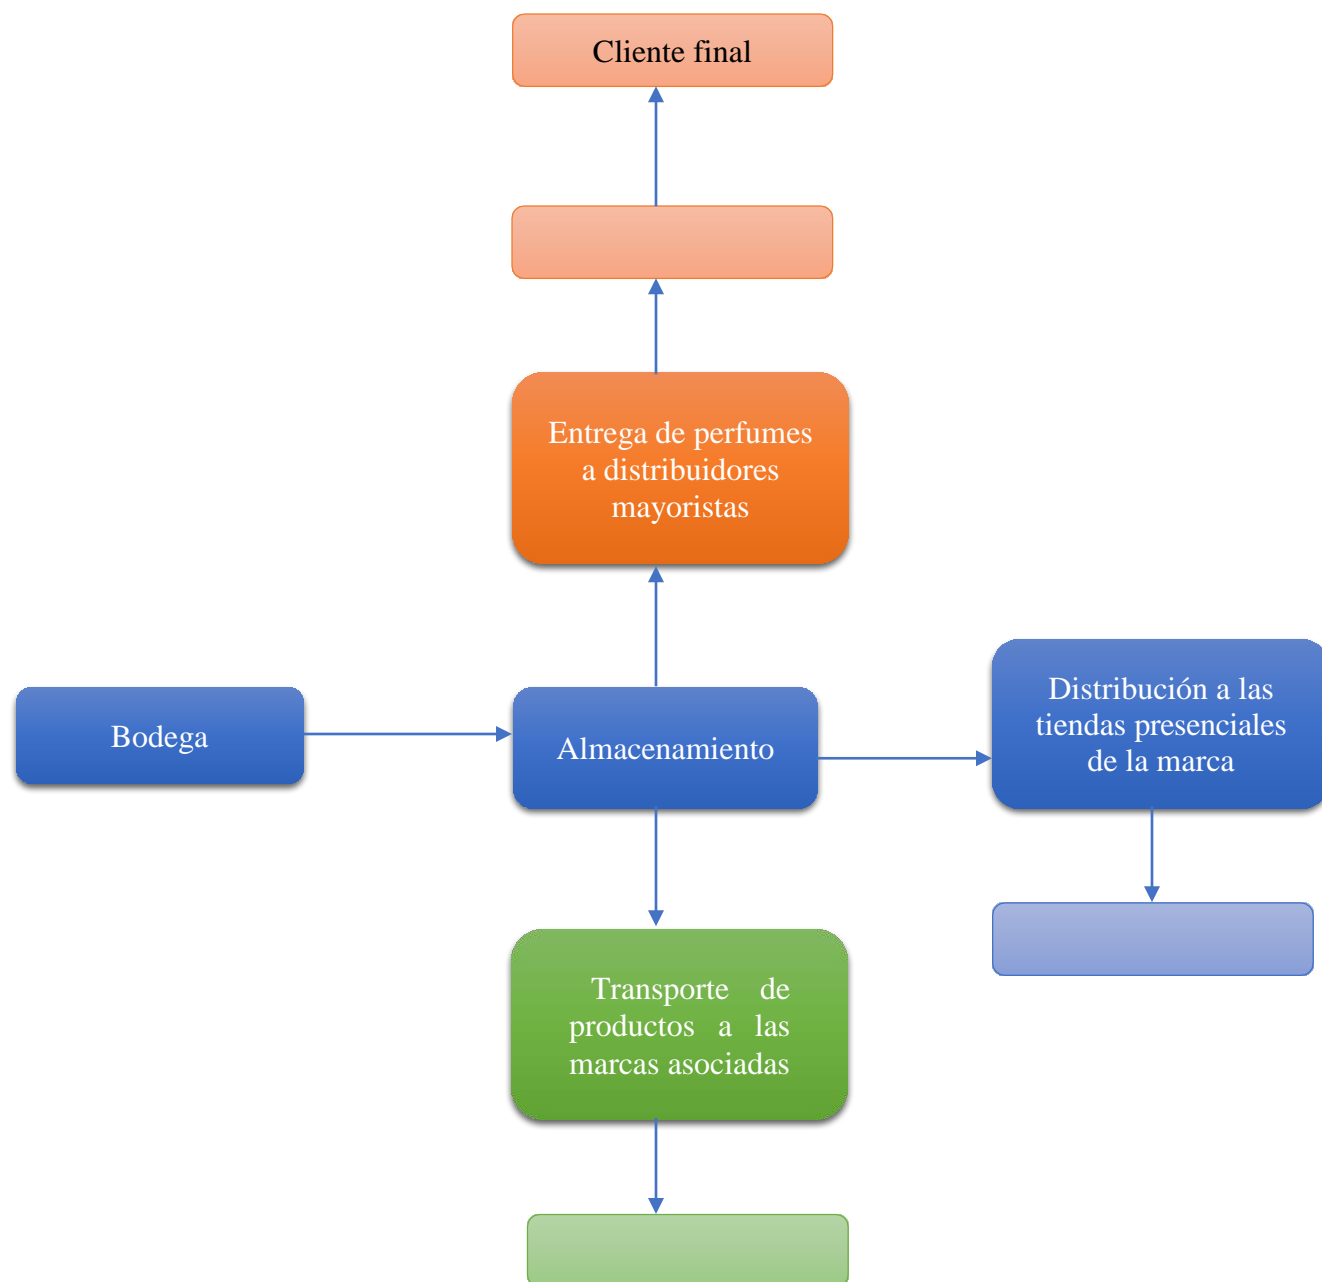 Cliente final
Entrega de perfumes
a distribuidores
mayoristas
Bodega
Almacenamiento
Distribución a las
tiendas presenciales
de la marca
Transporte de
productos a las
marcas asociadas